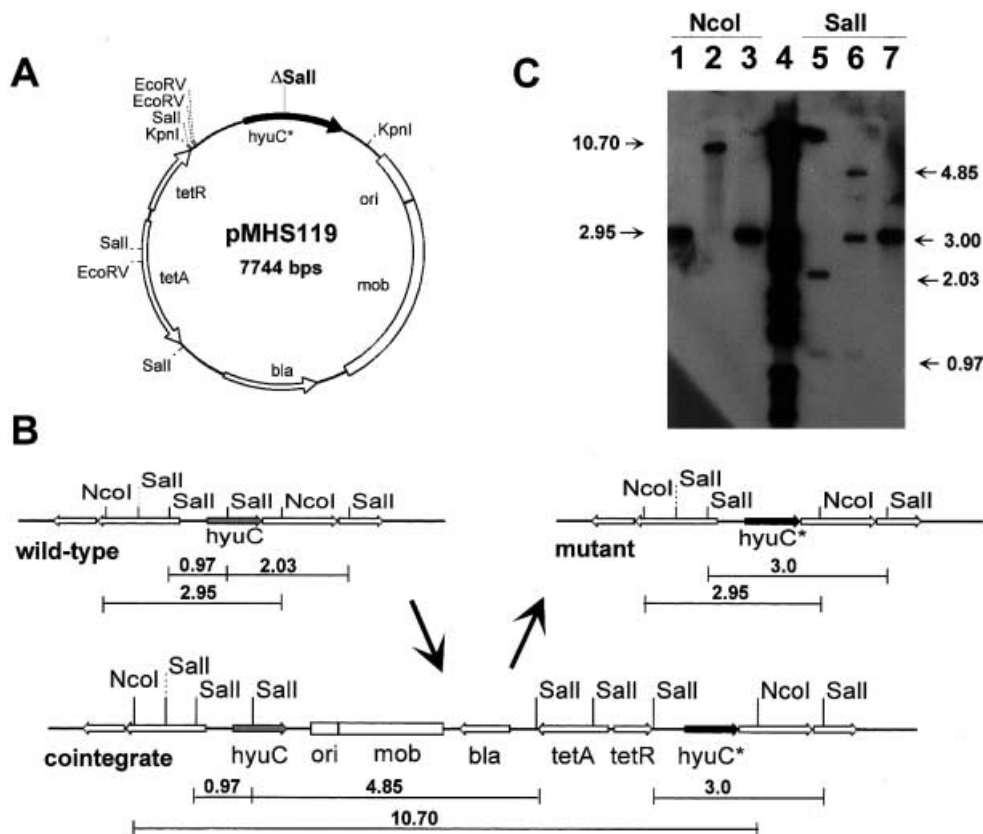 A
ΔSalI
EcoRV
EcoRV
SalI
KpnI
KpnI
hyuC*
tetR
ori
pMHS119
7744 bps
SalI
EcoRV
tetA
mob
SalI
bla
C
NcoI
SalI
1 2 3 4 5 6 7
10.70
4.85
2.95
3.00
2.03
0.97
B
SalI
NcoI
SalI
SalI
NcoI
SalI
hyuC
wild-type
0.97
2.03
2.95
SalI
NcoI
SalI
NcoI
SalI
hyuC*
mutant
3.0
2.95
SalI
NcoI
SalI
SalI
SalI
SalI
SalI
NcoI
SalI
hyuC
ori
mob
bla
tetA
tetR
hyuC*
cointegrate
0.97
4.85
3.0
10.70